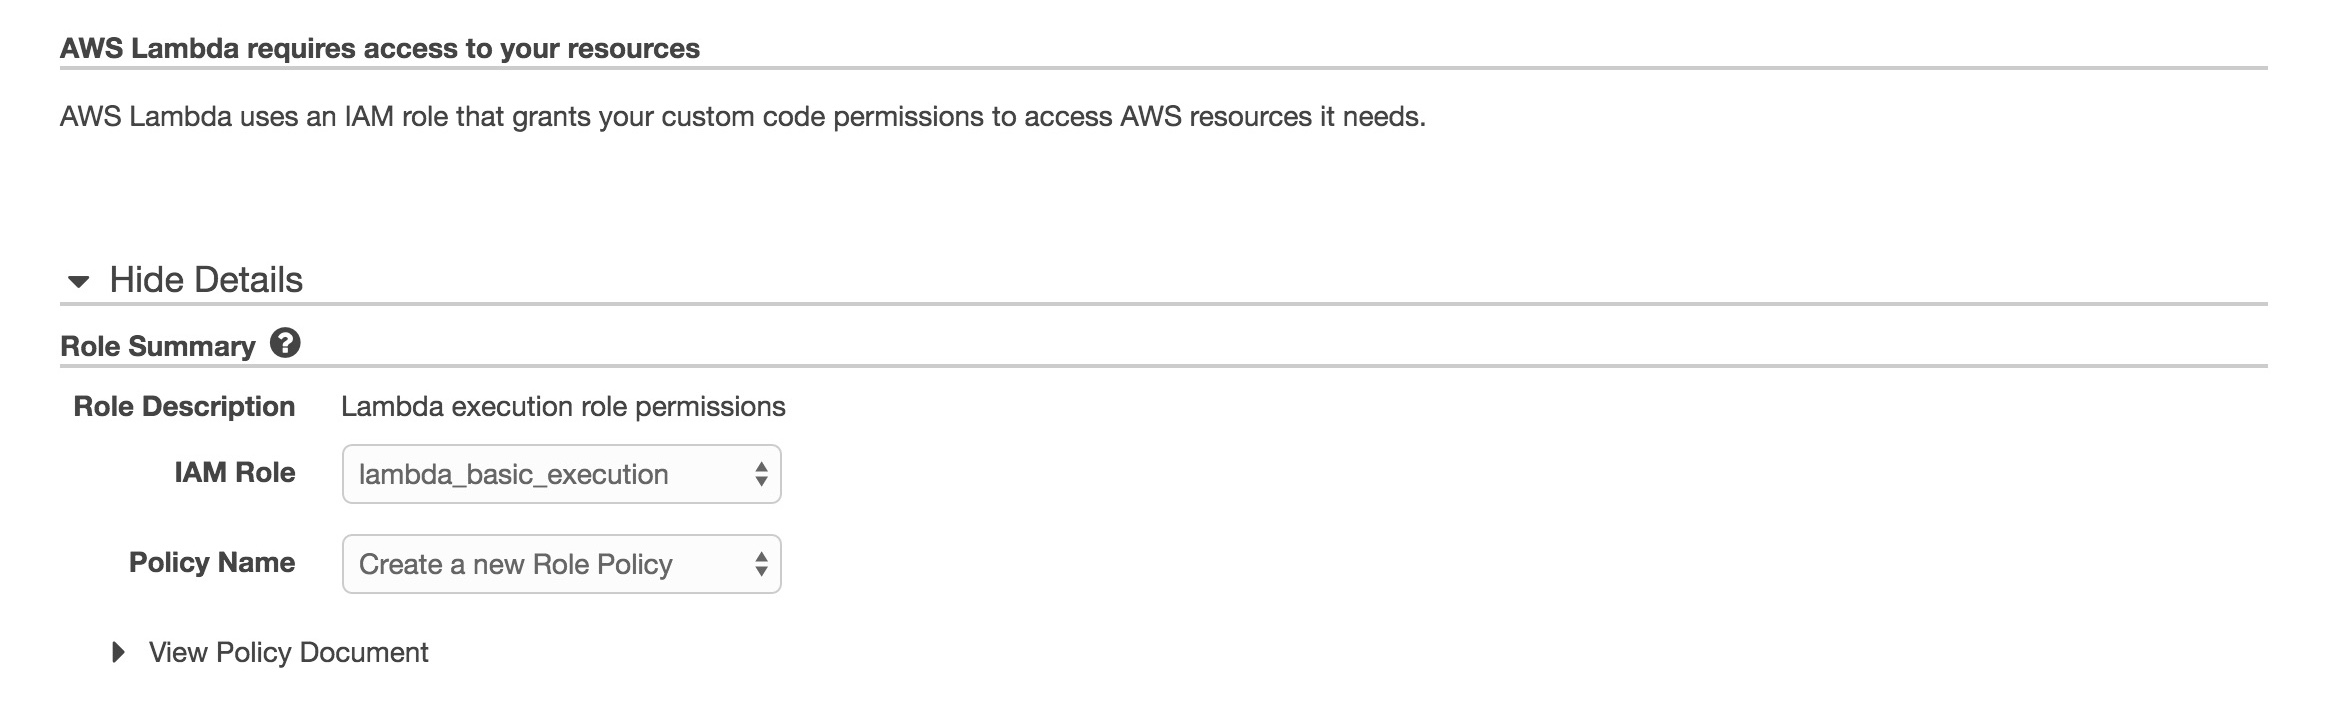 AWS Lambda requires access to your resources
AWS Lambda uses an IAM role that grants your custom code permissions to access AWS resources it needs.
Hide Details
Role Summary ?
Role Description Lambda execution role permissions
IAM Role lambda_basic_execution
Policy Name Create a new Role Policy
View Policy Document